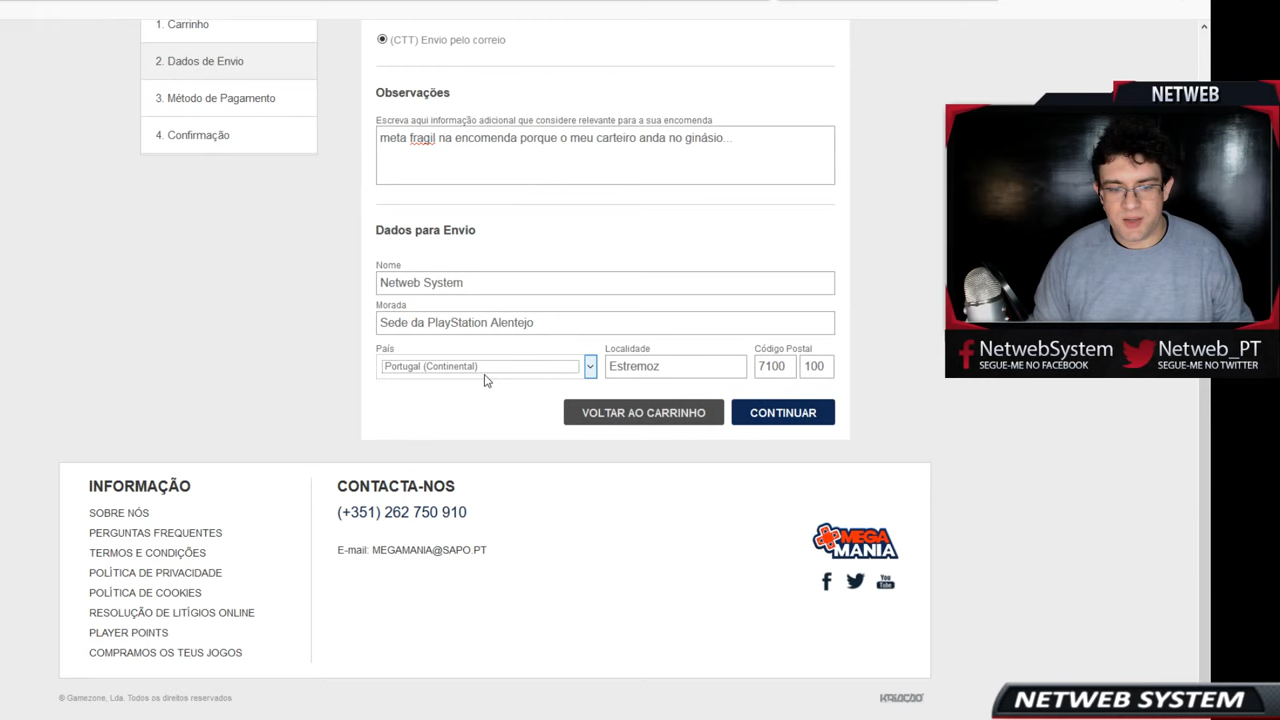 1. Carrinho
2. Dados de Envio
3. Método de Pagamento
4. Confirmação
(CTT) Envio pelo correio
Observações
Escreva aqui informação adicional que considere relevante para a sua encomenda
meta fragil na encomenda porque o meu carteiro anda no ginásio...
Dados para Envio
Nome
Netweb System
Morada
Sede da PlayStation Alentejo
País Localidade Código Postal
Portugal (Continental) Estremoz 7100 100
VOLTAR AO CARRINHO CONTINUAR
INFORMAÇÃO
SOBRE NÓS
PERGUNTAS FREQUENTES
TERMOS E CONDIÇÕES
POLÍTICA DE PRIVACIDADE
POLÍTICA DE COOKIES
RESOLUÇÃO DE LITÍGIOS ONLINE
PLAYER POINTS
COMPRAMOS OS TEUS JOGOS
CONTACTA-NOS
(+351) 262 750 910
E-mail: MEGAMANIA@SAPO.PT
MEGA
MANIA
You
Tube
© Gamezone, Lda. Todos os direitos reservados
NETWEB
NetwebSystem
SEGUE-ME NO FACEBOOK
Netweb_PT
SEGUE-ME NO TWITTER
NETWEB SYSTEM